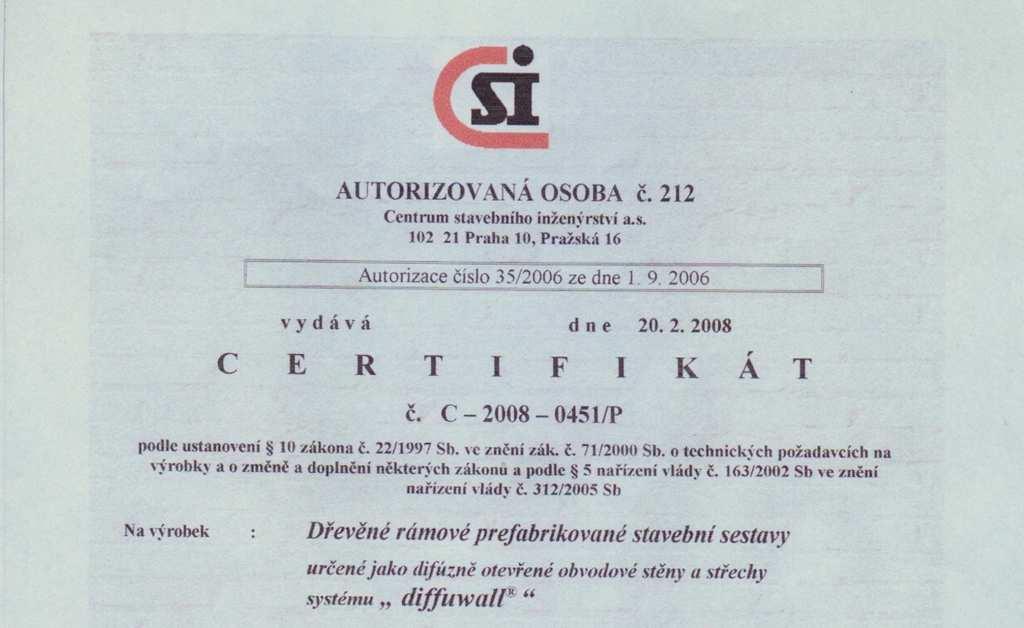 CSI
AUTORIZOVANÁ OSOBA č. 212
Centrum stavebního inženýrství a.s.
102 21 Praha 10, Pražská 16
Autorizace číslo 35/2006 ze dne 1. 9. 2006
vydává dne 20. 2. 2008
CERTIFIKÁT
č. C – 2008 – 0451/P
podle ustanovení § 10 zákona č. 22/1997 Sb. ve znění zák. č. 71/2000 Sb. o technických požadavcích na
výrobky a o změně a doplnění některých zákonů a podle § 5 nařízení vlády č. 163/2002 Sb ve znění
nařízení vlády č. 312/2005 Sb
Na výrobek : Dřevěné rámové prefabrikované stavební sestavy
určené jako difúzně otevřené obvodové stěny a střechy
systému „ diffuwall® “